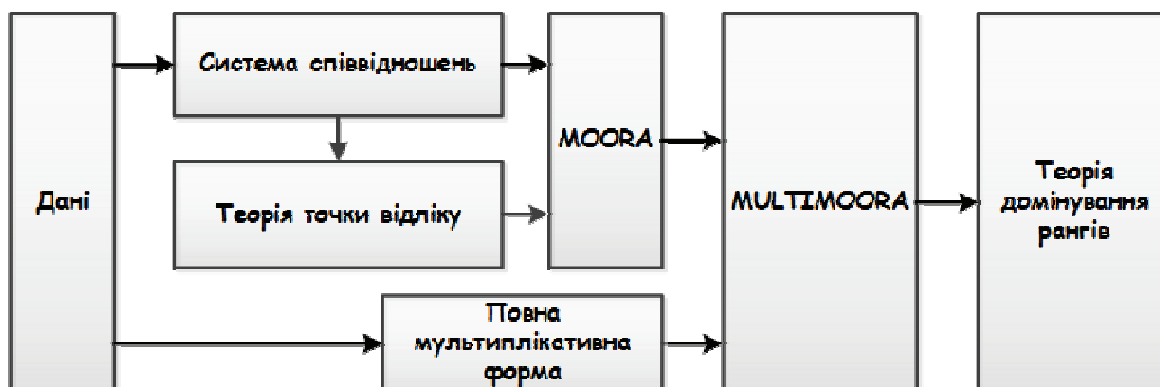 Дані
Система співвідношень
Теорія точки відліку
MOORA
Повна
мультиплікативна
форма
MULTIMOORA
Теорія
домінування
рангів